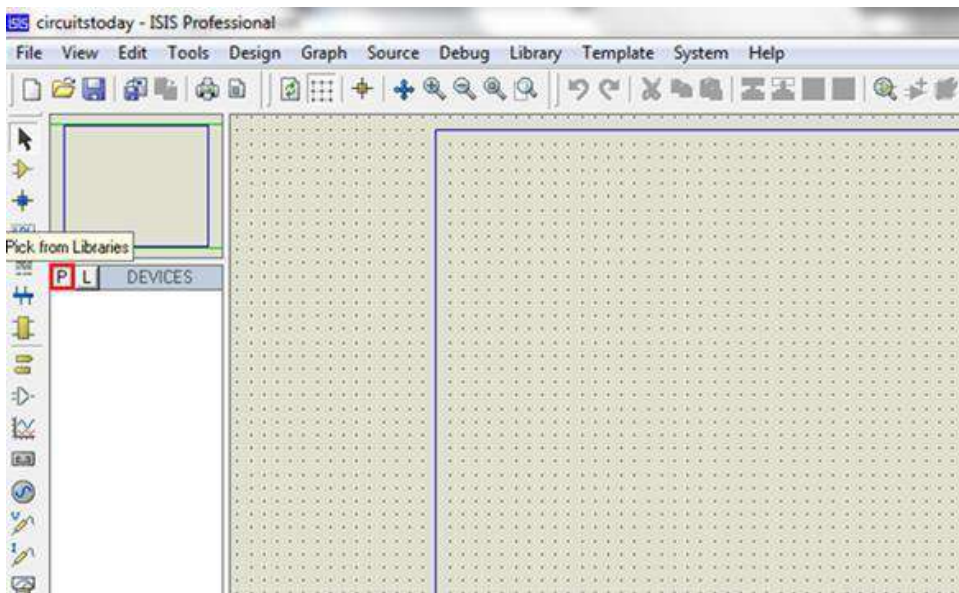 ISIS circuitstoday - ISIS Professional
File View Edit Tools Design Graph Source Debug Library Template System Help
Pick from Libraries
P L DEVICES